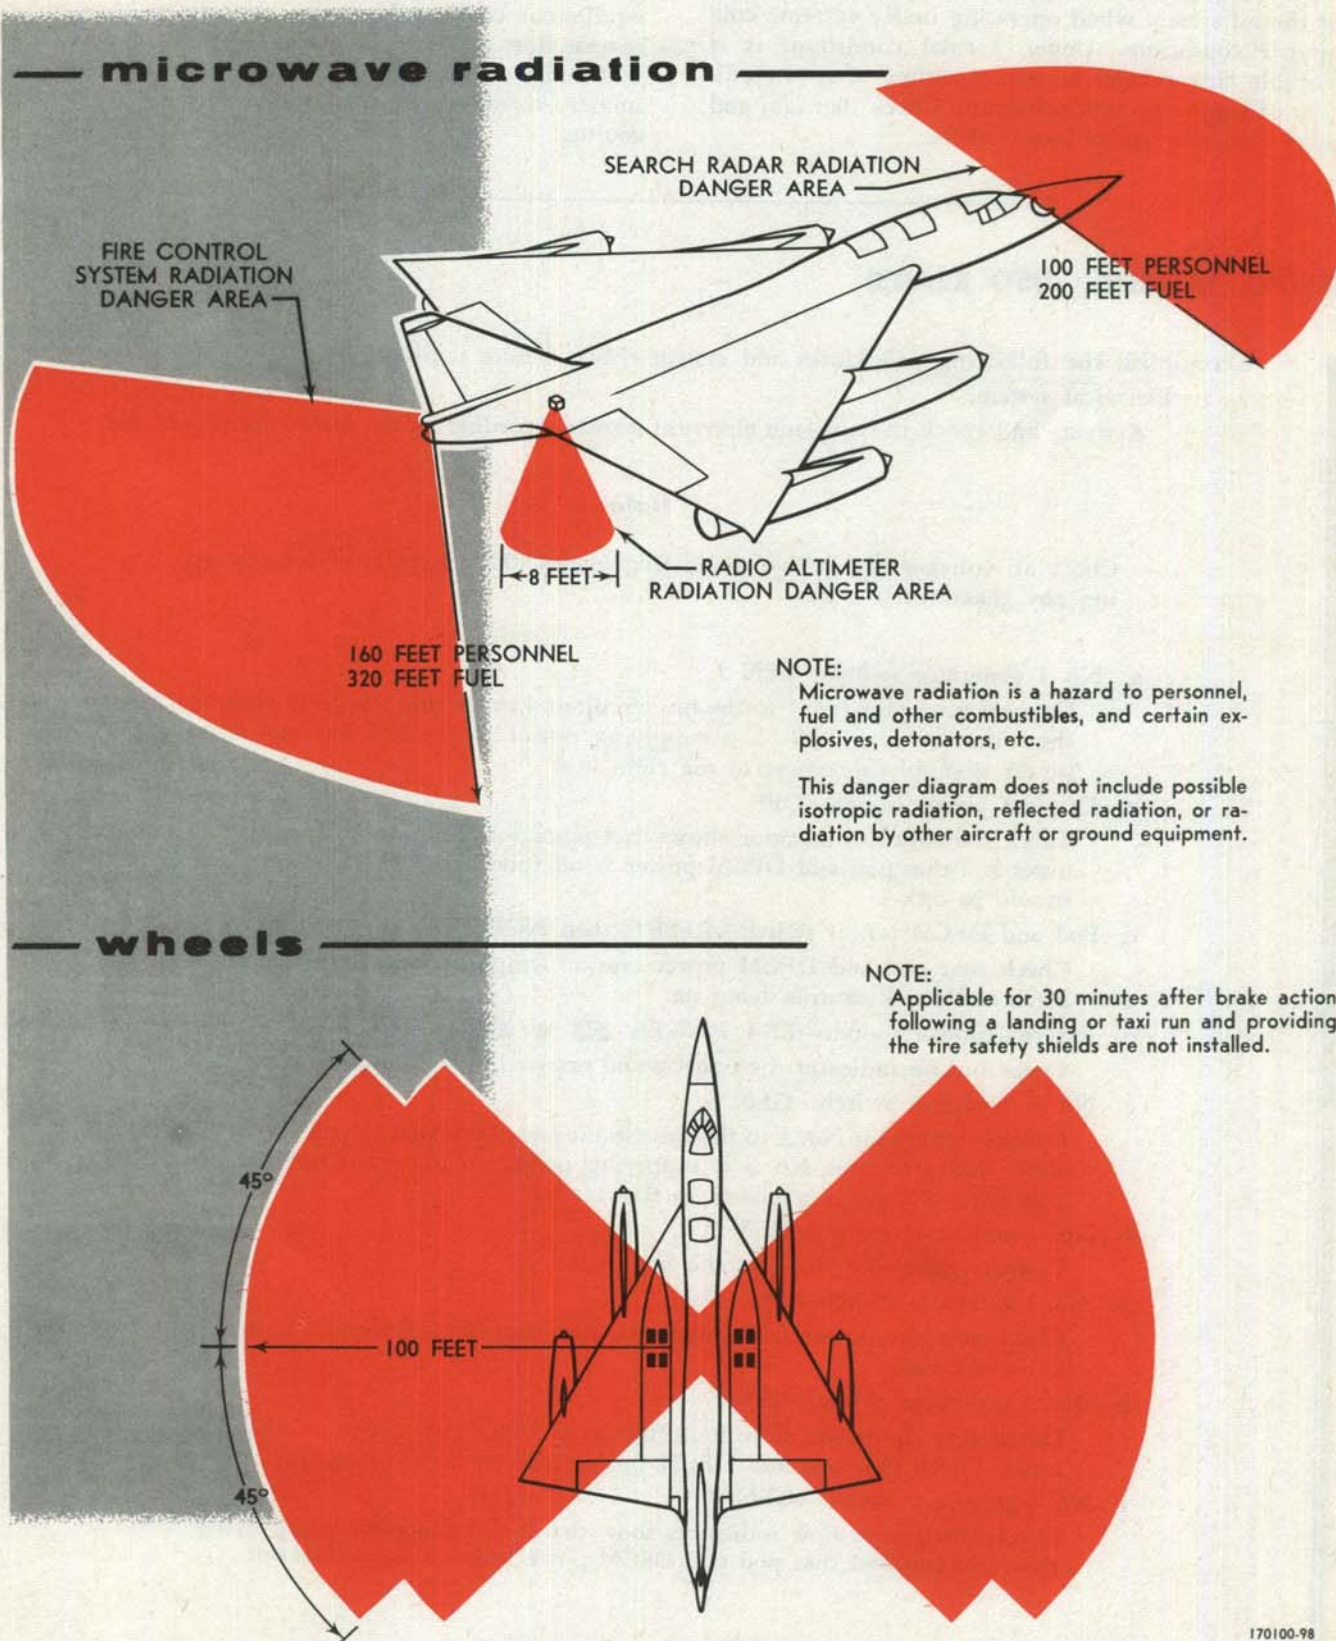 microwave radiation
SEARCH RADAR RADIATION
DANGER AREA
FIRE CONTROL
SYSTEM RADIATION
DANGER AREA
100 FEET PERSONNEL
200 FEET FUEL
8 FEET
RADIO ALTIMETER
RADIATION DANGER AREA
160 FEET PERSONNEL
320 FEET FUEL
NOTE:
Microwave radiation is a hazard to personnel,
fuel and other combustibles, and certain ex-
plosives, detonators, etc.
This danger diagram does not include possible
isotropic radiation, reflected radiation, or ra-
diation by other aircraft or ground equipment.
wheels
NOTE:
Applicable for 30 minutes after brake action
following a landing or taxi run and providing
the tire safety shields are not installed.
45°
100 FEET
45°
170100-98